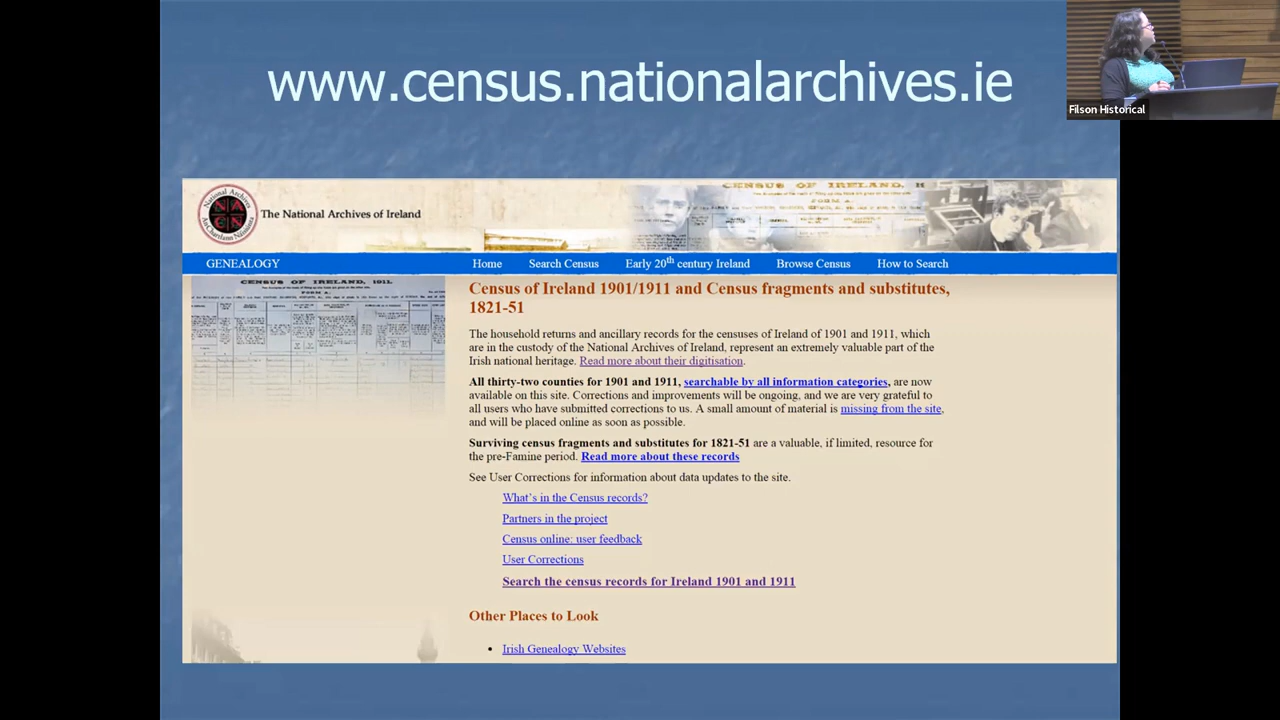 www.census.nationalarchives.ie
Filson Historical
The National Archives of Ireland
CENSUS OF IRELAND,
FORM A.
GENEALOGY
Home
Search Census
Early 20th century Ireland
Browse Census
How to Search
CENSUS OF IRELAND, 1911.
FORM A.
Census of Ireland 1901/1911 and Census fragments and substitutes,
1821-51
The household returns and ancillary records for the censuses of Ireland of 1901 and 1911, which
are in the custody of the National Archives of Ireland, represent an extremely valuable part of the
Irish national heritage. Read more about their digitisation.
All thirty-two counties for 1901 and 1911, searchable by all information categories, are now
available on this site. Corrections and improvements will be ongoing, and we are very grateful to
all users who have submitted corrections to us. A small amount of material is missing from the site,
and will be placed online as soon as possible.
Surviving census fragments and substitutes for 1821-51 are a valuable, if limited, resource for
the pre-Famine period. Read more about these records
See User Corrections for information about data updates to the site.
What's in the Census records?
Partners in the project
Census online: user feedback
User Corrections
Search the census records for Ireland 1901 and 1911
Other Places to Look
• Irish Genealogy Websites